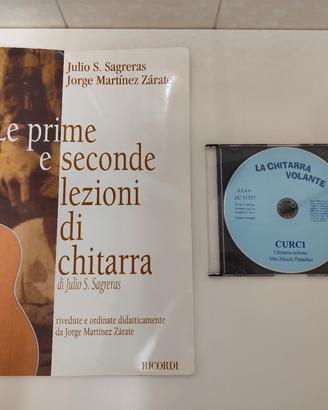 Julio S. Sagreras
Jorge Martínez Zárate
Le prime
e seconde
lezioni
di
chitarra
di Julio S. Sagreras
rivedute e ordinate didatticamente
da Jorge Martínez Zárate
RICORDI
LA CHITARRA
VOLANTE
S.I.A.E.
CURCI
Chitarra solista
Vito Nicola Paradiso